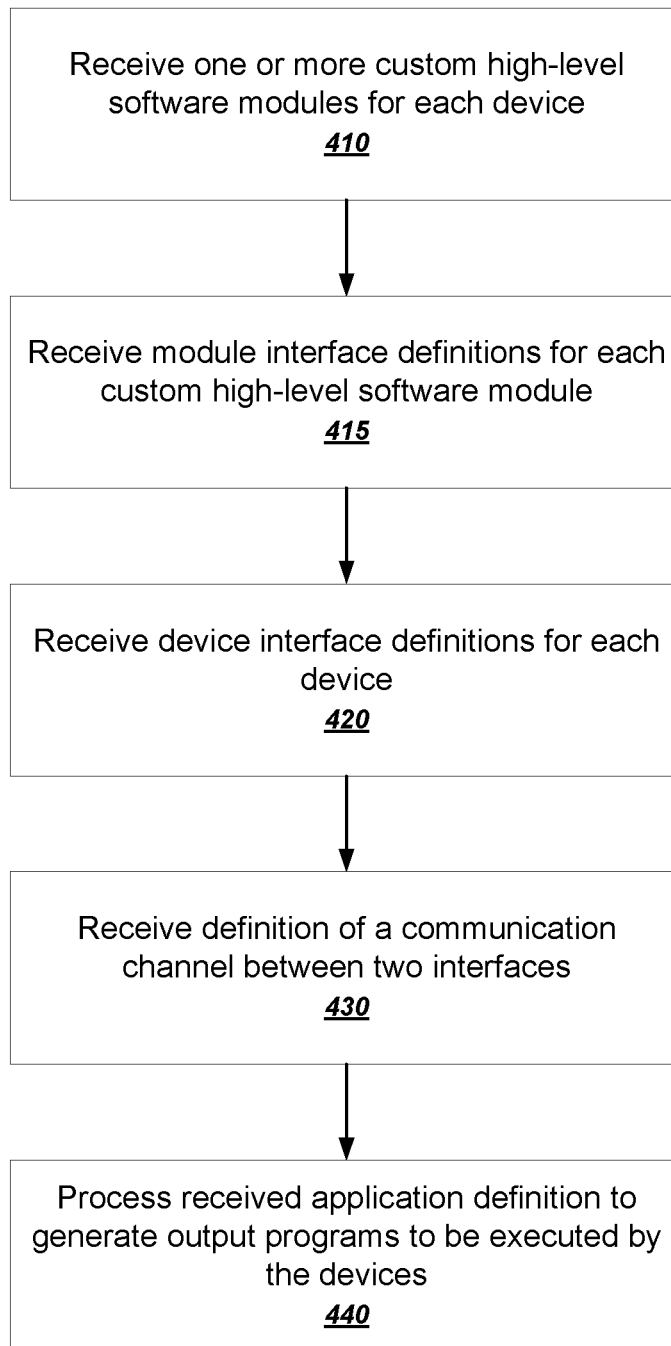 Receive one or more custom high-level
software modules for each device
410
Receive module interface definitions for each
custom high-level software module
415
Receive device interface definitions for each
device
420
Receive definition of a communication
channel between two interfaces
430
Process received application definition to
generate output programs to be executed by
the devices
440